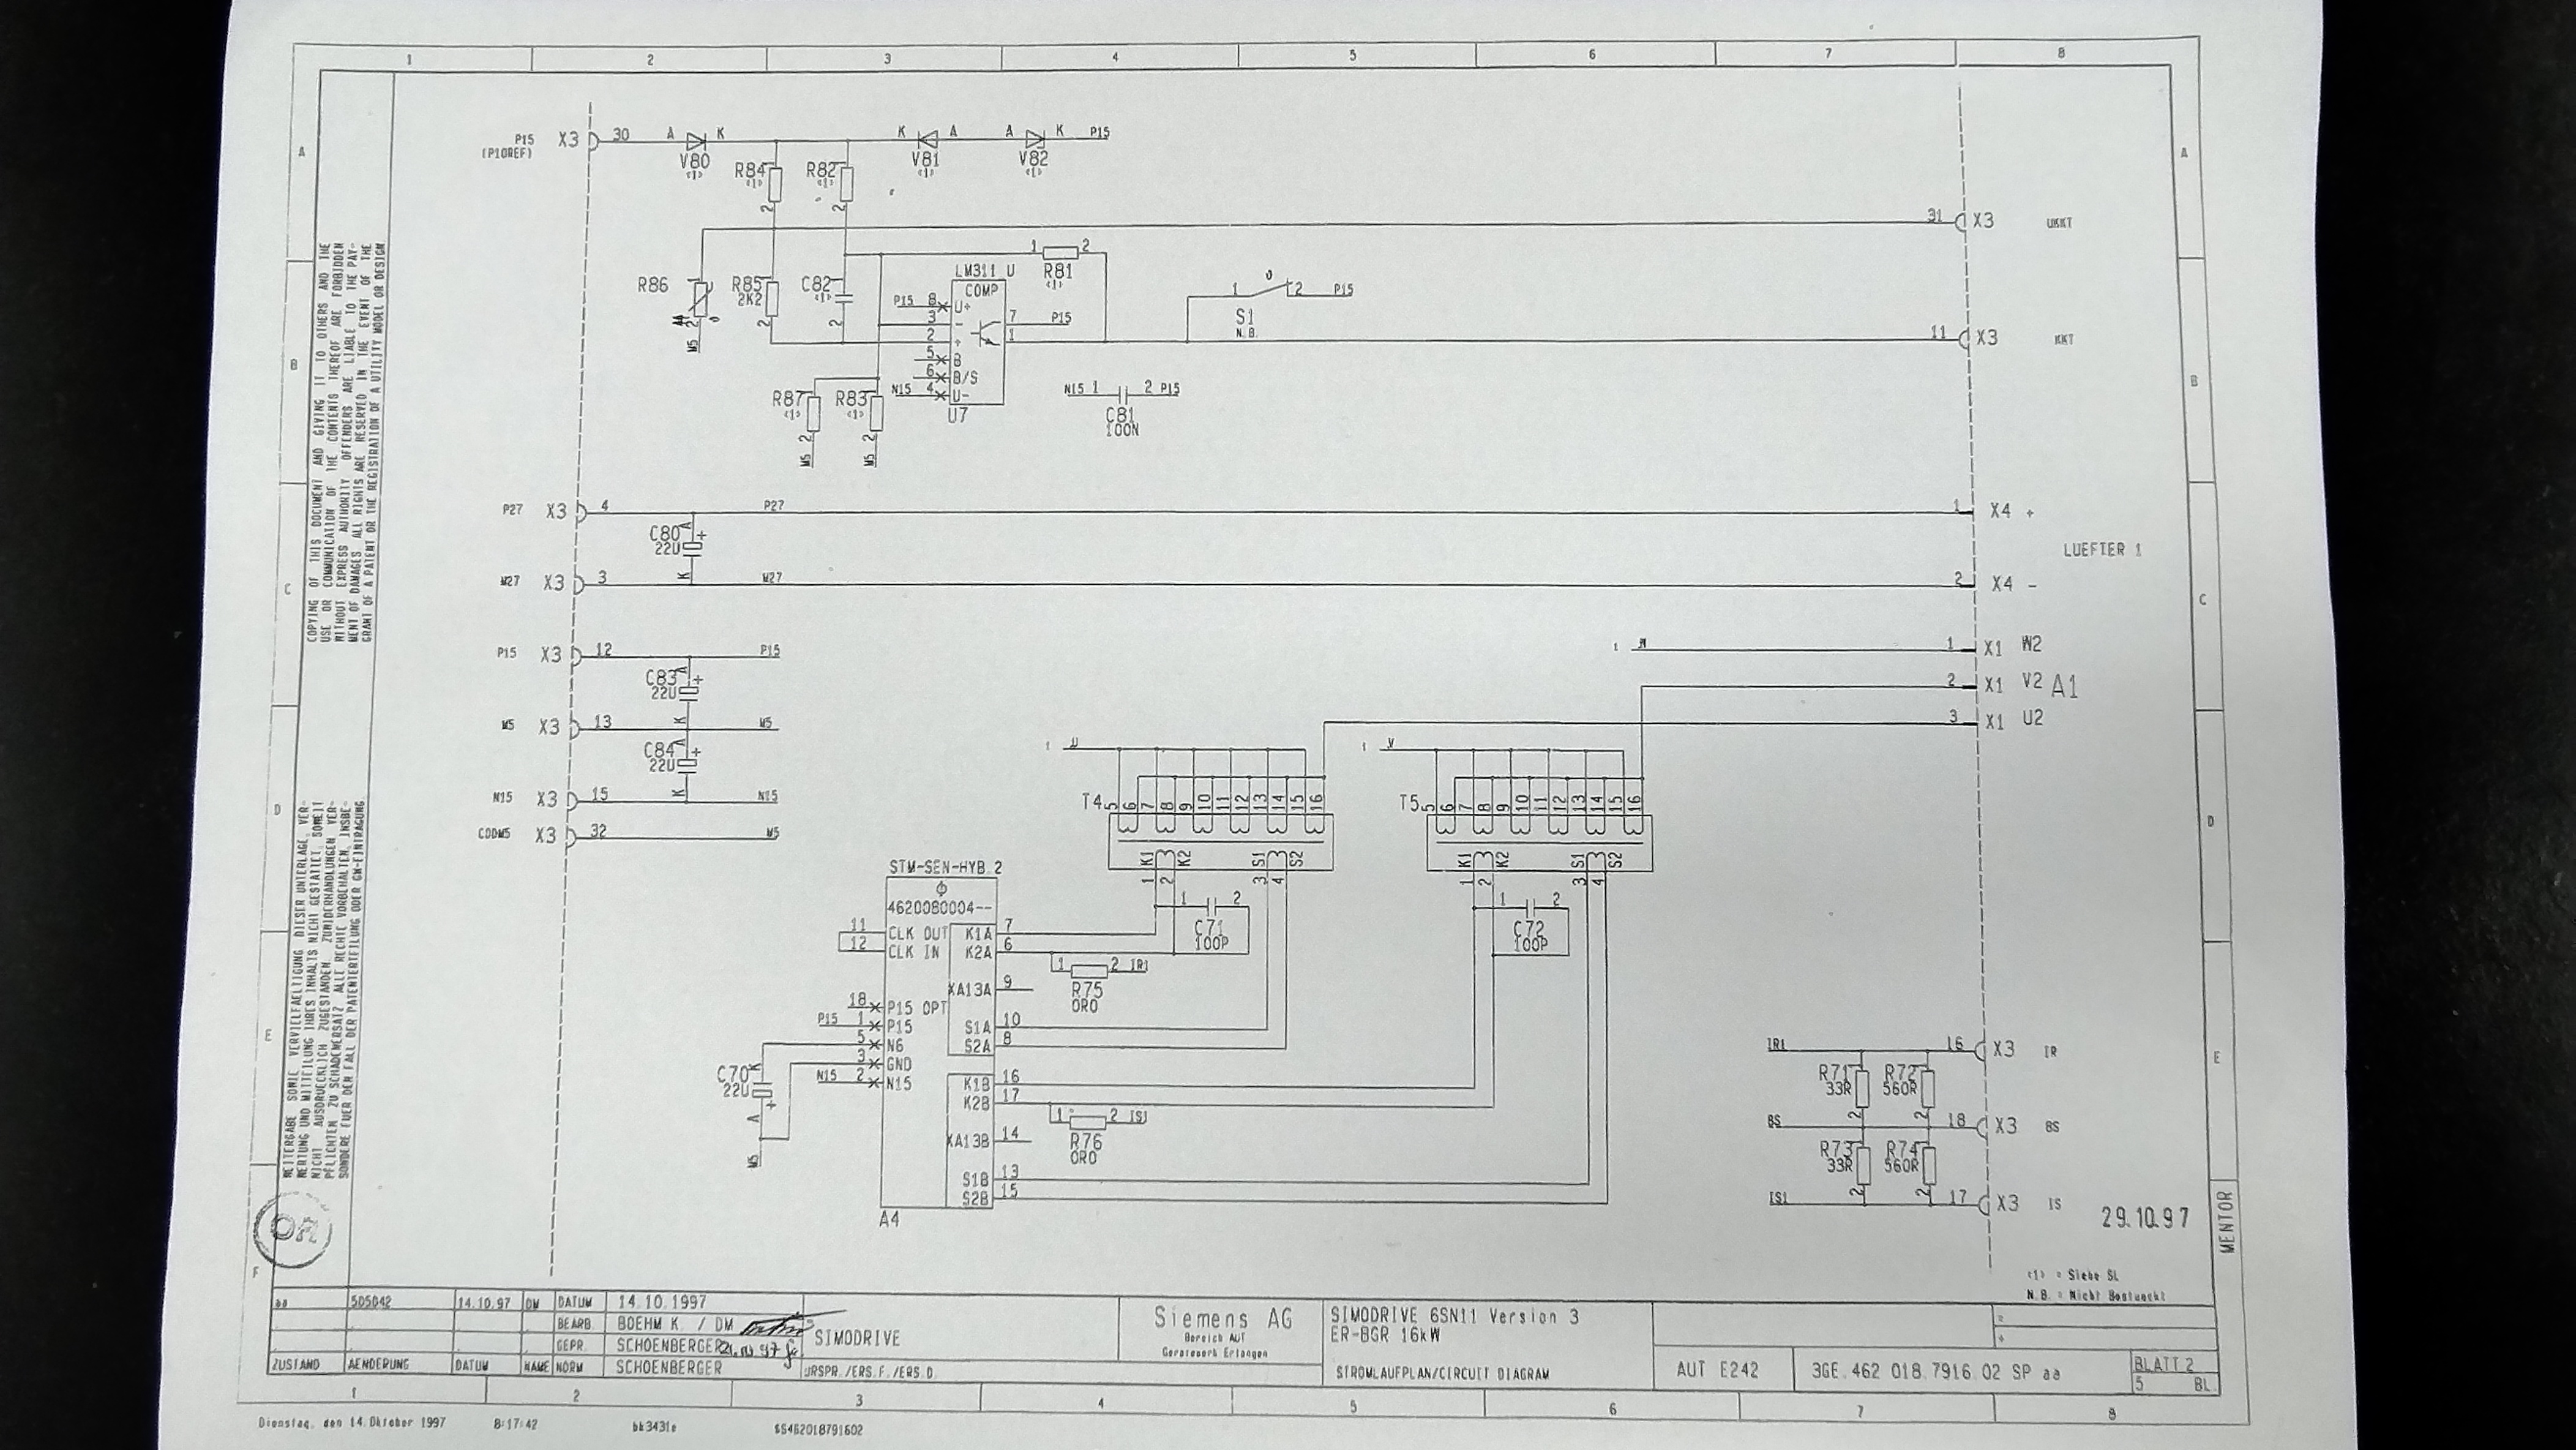 1 2 3 4 5 6 7 8
A
B
C
D
E
F
COPYING OF THIS DOCUMENT AND GIVING IT TO OTHERS AND THE
USE OR COMMUNICATION OF THE CONTENTS THEREOF ARE FORBIDDEN
WITHOUT EXPRESS AUTHORITY. OFFENDERS ARE LIABLE TO THE PAY-
MENT OF DAMAGES. ALL RIGHTS ARE RESERVED IN THE EVENT OF THE
GRANT OF A PATENT OR THE REGISTRATION OF A UTILITY MODEL OR DESIGN
WEITERGABE SOWIE VERVIELFAELTIGUNG DIESER UNTERLAGE, VER-
WERTUNG UND MITTEILUNG IHRES INHALTS NICHT GESTATTET, SOWEIT
NICHT AUSDRUECKLICH ZUGESTANDEN. ZUWIDERHANDLUNGEN VER-
PFLICHTEN ZU SCHADENERSATZ. ALLE RECHTE VORBEHALTEN, INSBE-
SONDERE FUER DEN FALL DER PATENTERTEILUNG ODER GM-EINTRAGUNG
P15 X3 30 A K K A A K P15
(P10REF)
V80 V81 V82
<1> <1> <1>
R84 R82
<1> <1>
2 2
31 X3 UKKT
1 2
R81
<1>
LM311 U
COMP
R86 1 2
R85
2K2
2
C82
<1>
2
M5
P15 8 U+
3 -
2 +
5 B
6 B/S
N15 4 U-
7 P15
1
U7
1 2 P15
S1
N.B.
11 X3 KKT
R87 R83
<1> <1>
2 2
M5 M5
N15 1 2 P15
C81
100N
P27 X3 4 P27 1 X4 +
C80 A +
22U
K
LUEFTER 1
M27 X3 3 M27 2 X4 -
P15 X3 12 P15
C83 A +
22U
K
M5 X3 13 M5
C84 A +
22U
K
N15 X3 15 N15
CODM5 X3 32 M5
W 1 X1 W2
2 X1 V2 A1
3 X1 U2
U V
T4 5 6 7 8 9 10 11 12 13 14 15 16
T5 5 6 7 8 9 10 11 12 13 14 15 16
K1 K2 S1 S2 K1 K2 S1 S2
1 2 3 4 1 2 3 4
1 2 1 2
C71 C72
100P 100P
STM-SEN-HYB.2
4620080004--
11 CLK OUT K1A 7
12 CLK IN K2A 6
1 2 IR1
R75
0R0
XA13A 9
18 P15 OPT
P15 1 P15 S1A 10
5 N6 S2A 8
3 GND
N15 2 N15 K1B 16
K2B 17
C70 K
22U
+
A
M5
1 2 IS1
R76
0R0
XA13B 14
S1B 13
S2B 15
A4
IR1 16 X3 IR
R71 R72
33R 560R
2 2
BS 18 X3 BS
R73 R74
33R 560R
2 2
IS1 17 X3 IS
29.10.97
MENTOR
<1> = Siehe SL
N.B. = Nicht Bestueckt
aa 505042 14.10.97 DM DATUM 14.10.1997
BEARB. BOEHM K. / DM
GEPR. SCHOENBERGER
ZUSTAND AENDERUNG DATUM NAME NORM SCHOENBERGER
SIMODRIVE
URSPR./ERS.F./ERS.D.
Siemens AG
Bereich AUT
Geraetewerk Erlangen
SIMODRIVE 6SN11 Version 3
ER-BGR 16kW
STROMLAUFPLAN/CIRCUIT DIAGRAM
AUT E242
3GE.462 018.7916.02 SP aa
BLATT 2
5 BL.
1 2 3 4 5 6 7 8
Dienstag, den 14.Oktober 1997 8:17:42 bk3431e SS462018791602